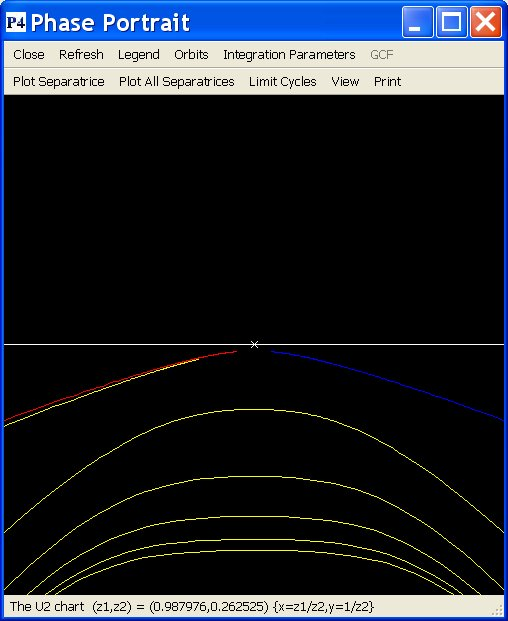 P4 Phase Portrait
Close Refresh Legend Orbits Integration Parameters GCF
Plot Separatrice Plot All Separatrices Limit Cycles View Print
The U2 chart (z1,z2) = (0.987976,0.262525) {x=z1/z2,y=1/z2}